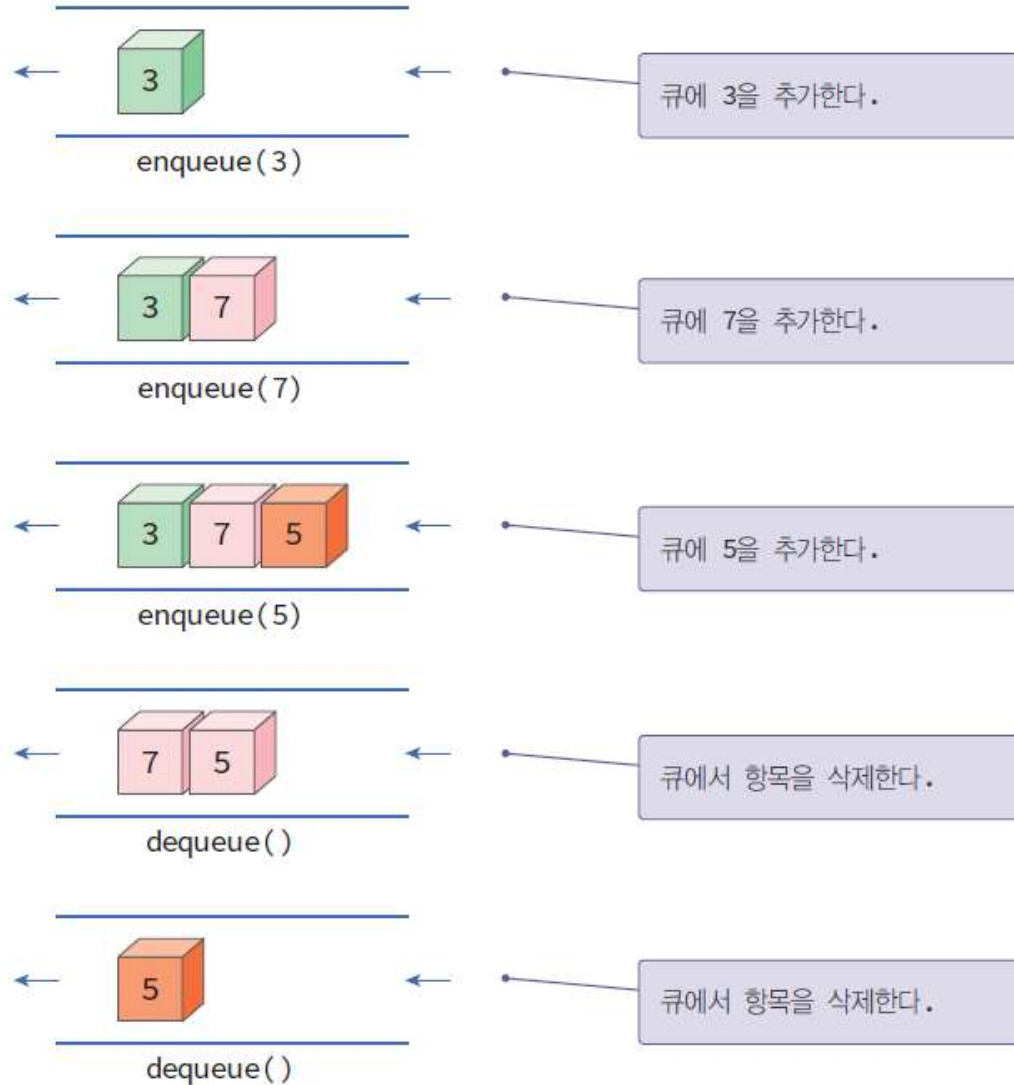 3
큐에 3을 추가한다.
enqueue(3)
3 7
큐에 7을 추가한다.
enqueue(7)
3 7 5
큐에 5을 추가한다.
enqueue(5)
7 5
큐에서 항목을 삭제한다.
dequeue()
5
큐에서 항목을 삭제한다.
dequeue()